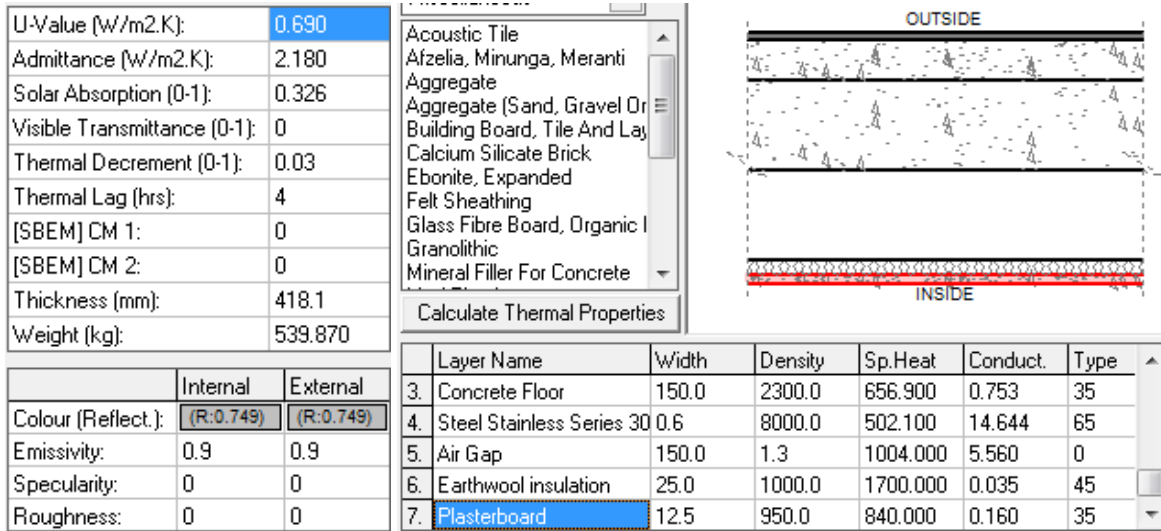 U-Value (W/m2.K): 0.690
Admittance (W/m2.K): 2.180
Solar Absorption (0-1): 0.326
Visible Transmittance (0-1): 0
Thermal Decrement (0-1): 0.03
Thermal Lag (hrs): 4
[SBEM] CM 1: 0
[SBEM] CM 2: 0
Thickness (mm): 418.1
Weight (kg): 539.870
Internal External
Colour (Reflect.): (R:0.749) (R:0.749)
Emissivity: 0.9 0.9
Specularity: 0 0
Roughness: 0 0
Acoustic Tile
Afzelia, Minunga, Meranti
Aggregate
Aggregate (Sand, Gravel Or
Building Board, Tile And Lay
Calcium Silicate Brick
Ebonite, Expanded
Felt Sheathing
Glass Fibre Board, Organic
Granolithic
Mineral Filler For Concrete
Calculate Thermal Properties
OUTSIDE
INSIDE
Layer Name Width Density Sp.Heat Conduct. Type
3. Concrete Floor 150.0 2300.0 656.900 0.753 35
4. Steel Stainless Series 30 0.6 8000.0 502.100 14.644 65
5. Air Gap 150.0 1.3 1004.000 5.560 0
6. Earthwool insulation 25.0 1000.0 1700.000 0.035 45
7. Plasterboard 12.5 950.0 840.000 0.160 35